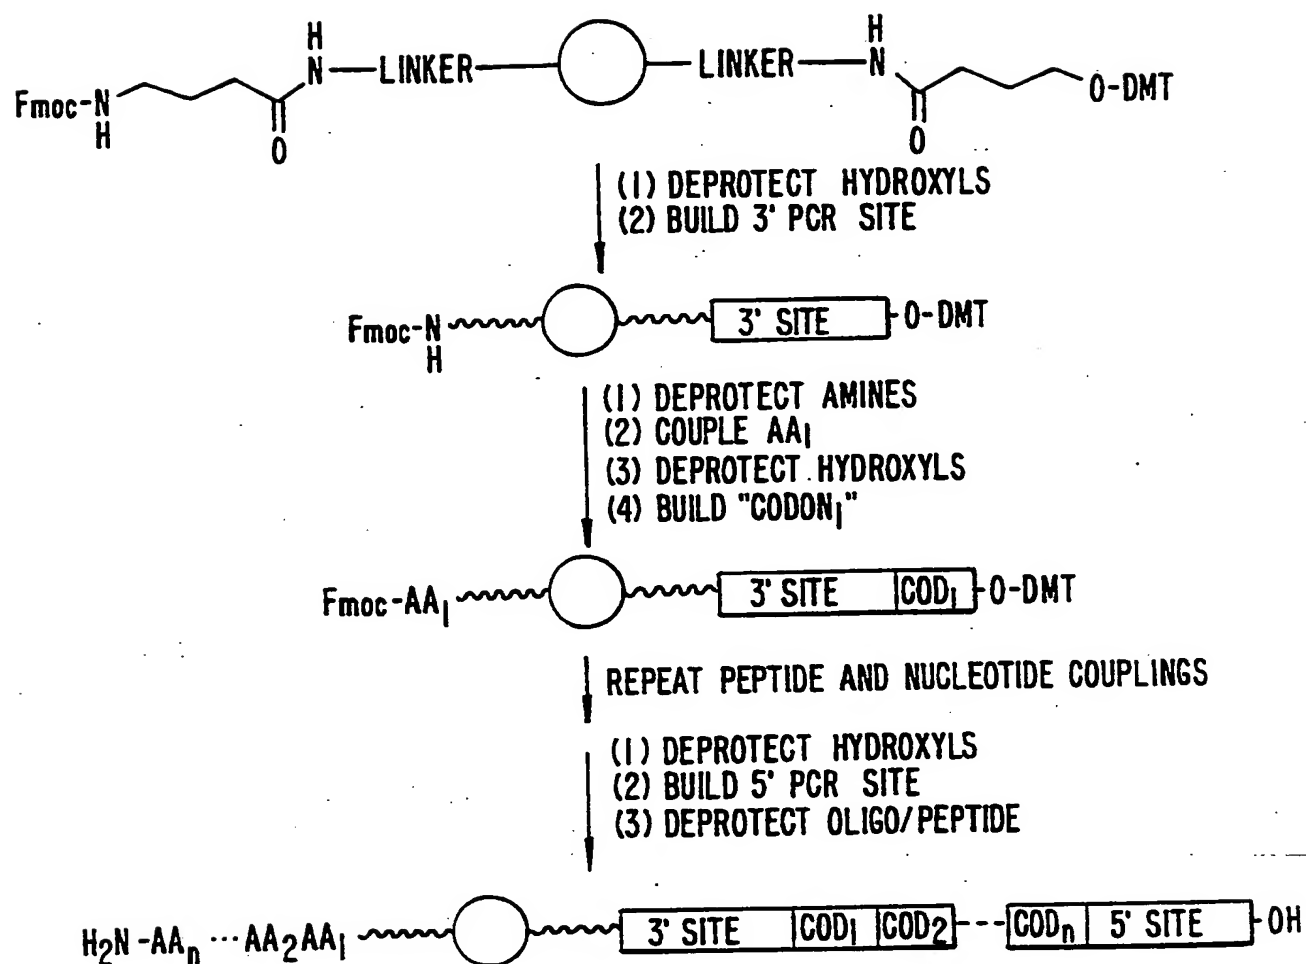 H
N—LINKER
Fmoc-N
H
O
LINKER—N
H
O
O-DMT
(1) DEPROTECT HYDROXYLS
(2) BUILD 3' PCR SITE
Fmoc-N
H
3' SITE
O-DMT
(1) DEPROTECT AMINES
(2) COUPLE AA₁
(3) DEPROTECT HYDROXYLS
(4) BUILD "CODON₁"
Fmoc-AA₁
3' SITE COD₁
O-DMT
REPEAT PEPTIDE AND NUCLEOTIDE COUPLINGS
(1) DEPROTECT HYDROXYLS
(2) BUILD 5' PCR SITE
(3) DEPROTECT OLIGO/PEPTIDE
H₂N-AAₙ ···AA₂AA₁
3' SITE COD₁ COD₂---CODₙ 5' SITE
OH